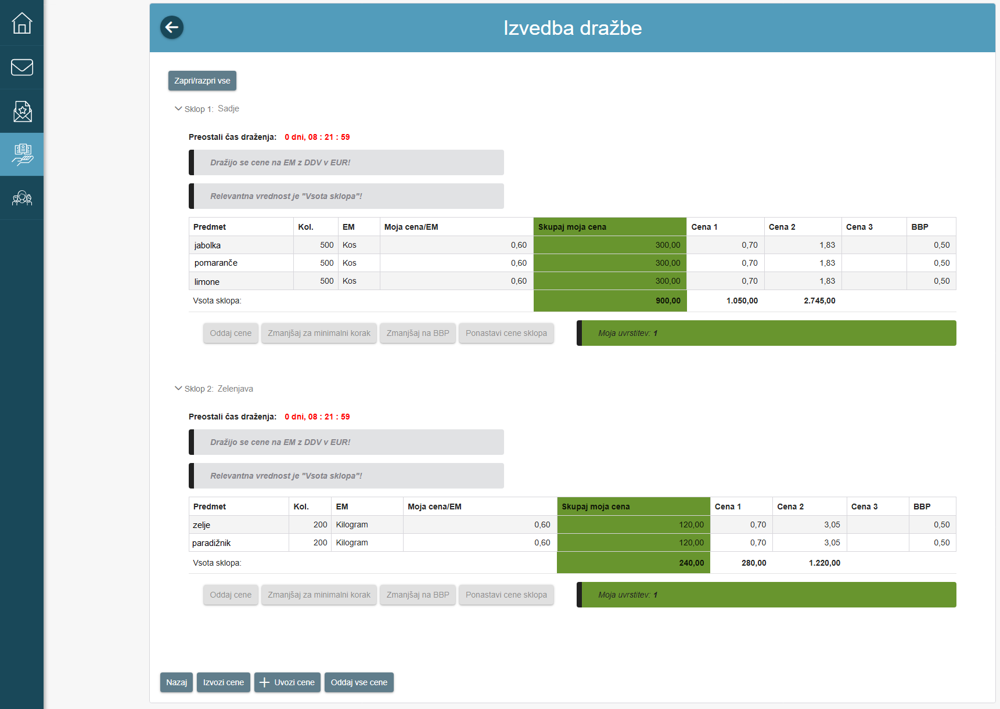 Izvedba dražbe
Zapri/razpri vse
Sklop 1: Sadje
Preostali čas draženja: 0 dni, 08 : 21 : 59
Dražijo se cene na EM z DDV v EUR!
Relevantna vrednost je "Vsota sklopa"!
Predmet Kol. EM Moja cena/EM Skupaj moja cena Cena 1 Cena 2 Cena 3 BBP
jabolka 500 Kos 0,60 300,00 0,70 1,83 0,50
pomaranče 500 Kos 0,60 300,00 0,70 1,83 0,50
limone 500 Kos 0,60 300,00 0,70 1,83 0,50
Vsota sklopa: 900,00 1.050,00 2.745,00
Oddaj cene Zmanjšaj za minimalni korak Zmanjšaj na BBP Ponastavi cene sklopa Moja uvrstitev: 1
Sklop 2: Zelenjava
Preostali čas draženja: 0 dni, 08 : 21 : 59
Dražijo se cene na EM z DDV v EUR!
Relevantna vrednost je "Vsota sklopa"!
Predmet Kol. EM Moja cena/EM Skupaj moja cena Cena 1 Cena 2 Cena 3 BBP
zelje 200 Kilogram 0,60 120,00 0,70 3,05 0,50
paradižnik 200 Kilogram 0,60 120,00 0,70 3,05 0,50
Vsota sklopa: 240,00 280,00 1.220,00
Oddaj cene Zmanjšaj za minimalni korak Zmanjšaj na BBP Ponastavi cene sklopa Moja uvrstitev: 1
Nazaj Izvozi cene Uvozi cene Oddaj vse cene